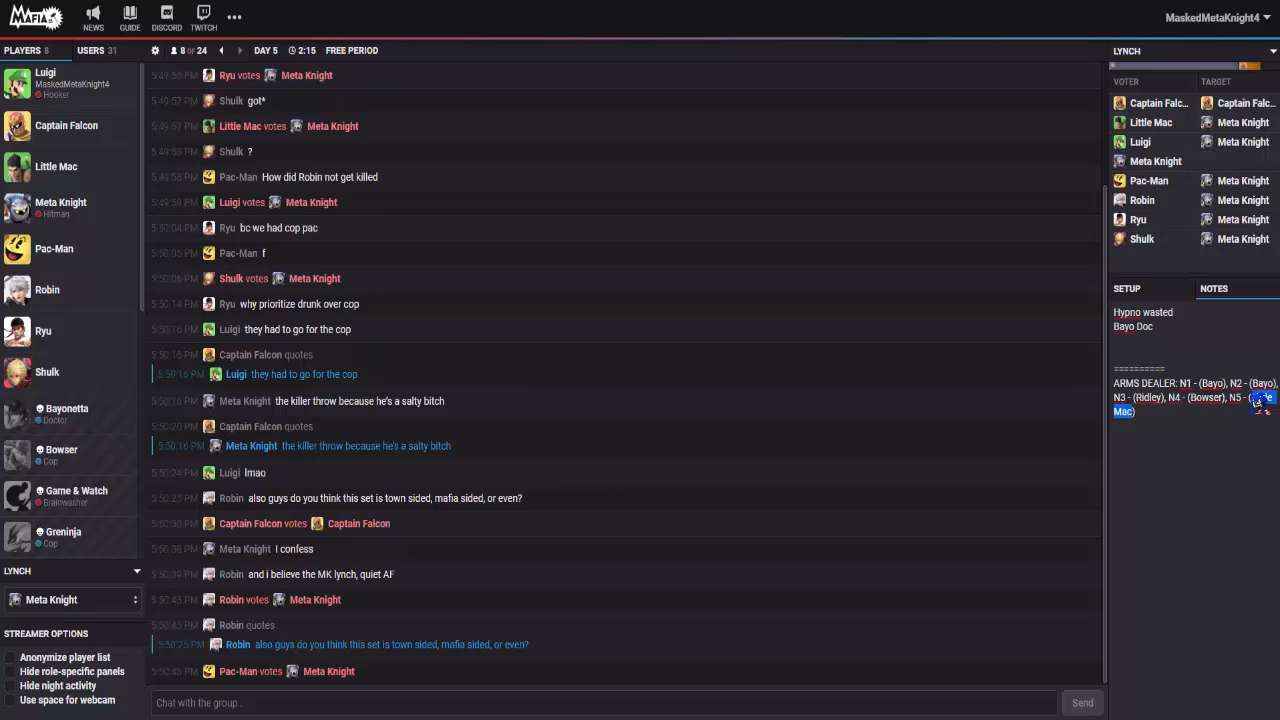 MAFIA
NEWS
GUIDE
DISCORD
TWITCH
MaskedMetaKnight4
PLAYERS 8
USERS 31
8 OF 24
DAY 5
2:15
FREE PERIOD
LYNCH
Luigi
MaskedMetaKnight4
Hooker
Captain Falcon
Little Mac
Meta Knight
Hitman
Pac-Man
Robin
Ryu
Shulk
Bayonetta
Doctor
Bowser
Cop
Game & Watch
Brainwasher
Greninja
Cop
LYNCH
Meta Knight
STREAMER OPTIONS
Anonymize player list
Hide role-specific panels
Hide night activity
Use space for webcam
Ryu votes Meta Knight
5:49:57 PM Shulk got*
5:49:57 PM Little Mac votes Meta Knight
5:49:58 PM Shulk ?
5:49:58 PM Pac-Man How did Robin not get killed
5:49:59 PM Luigi votes Meta Knight
5:50:04 PM Ryu bc we had cop pac
5:50:05 PM Pac-Man f
5:50:06 PM Shulk votes Meta Knight
5:50:14 PM Ryu why prioritize drunk over cop
5:50:16 PM Luigi they had to go for the cop
5:50:16 PM Captain Falcon quotes
5:50:16 PM Luigi they had to go for the cop
5:50:16 PM Meta Knight the killer throw because he's a salty bitch
5:50:20 PM Captain Falcon quotes
5:50:16 PM Meta Knight the killer throw because he's a salty bitch
5:50:24 PM Luigi lmao
5:50:25 PM Robin also guys do you think this set is town sided, mafia sided, or even?
5:50:30 PM Captain Falcon votes Captain Falcon
5:50:38 PM Meta Knight I confess
5:50:39 PM Robin and i believe the MK lynch, quiet AF
5:50:43 PM Robin votes Meta Knight
5:50:45 PM Robin quotes
5:50:25 PM Robin also guys do you think this set is town sided, mafia sided, or even?
5:50:46 PM Pac-Man votes Meta Knight
Chat with the group...
Send
VOTER TARGET
Captain Falc... Captain Falc...
Little Mac Meta Knight
Luigi Meta Knight
Meta Knight
Pac-Man Meta Knight
Robin Meta Knight
Ryu Meta Knight
Shulk Meta Knight
SETUP
NOTES
Hypno wasted
Bayo Doc
==========
ARMS DEALER: N1 - (Bayo), N2 - (Bayo),
N3 - (Ridley), N4 - (Bowser), N5 - (
Mac)